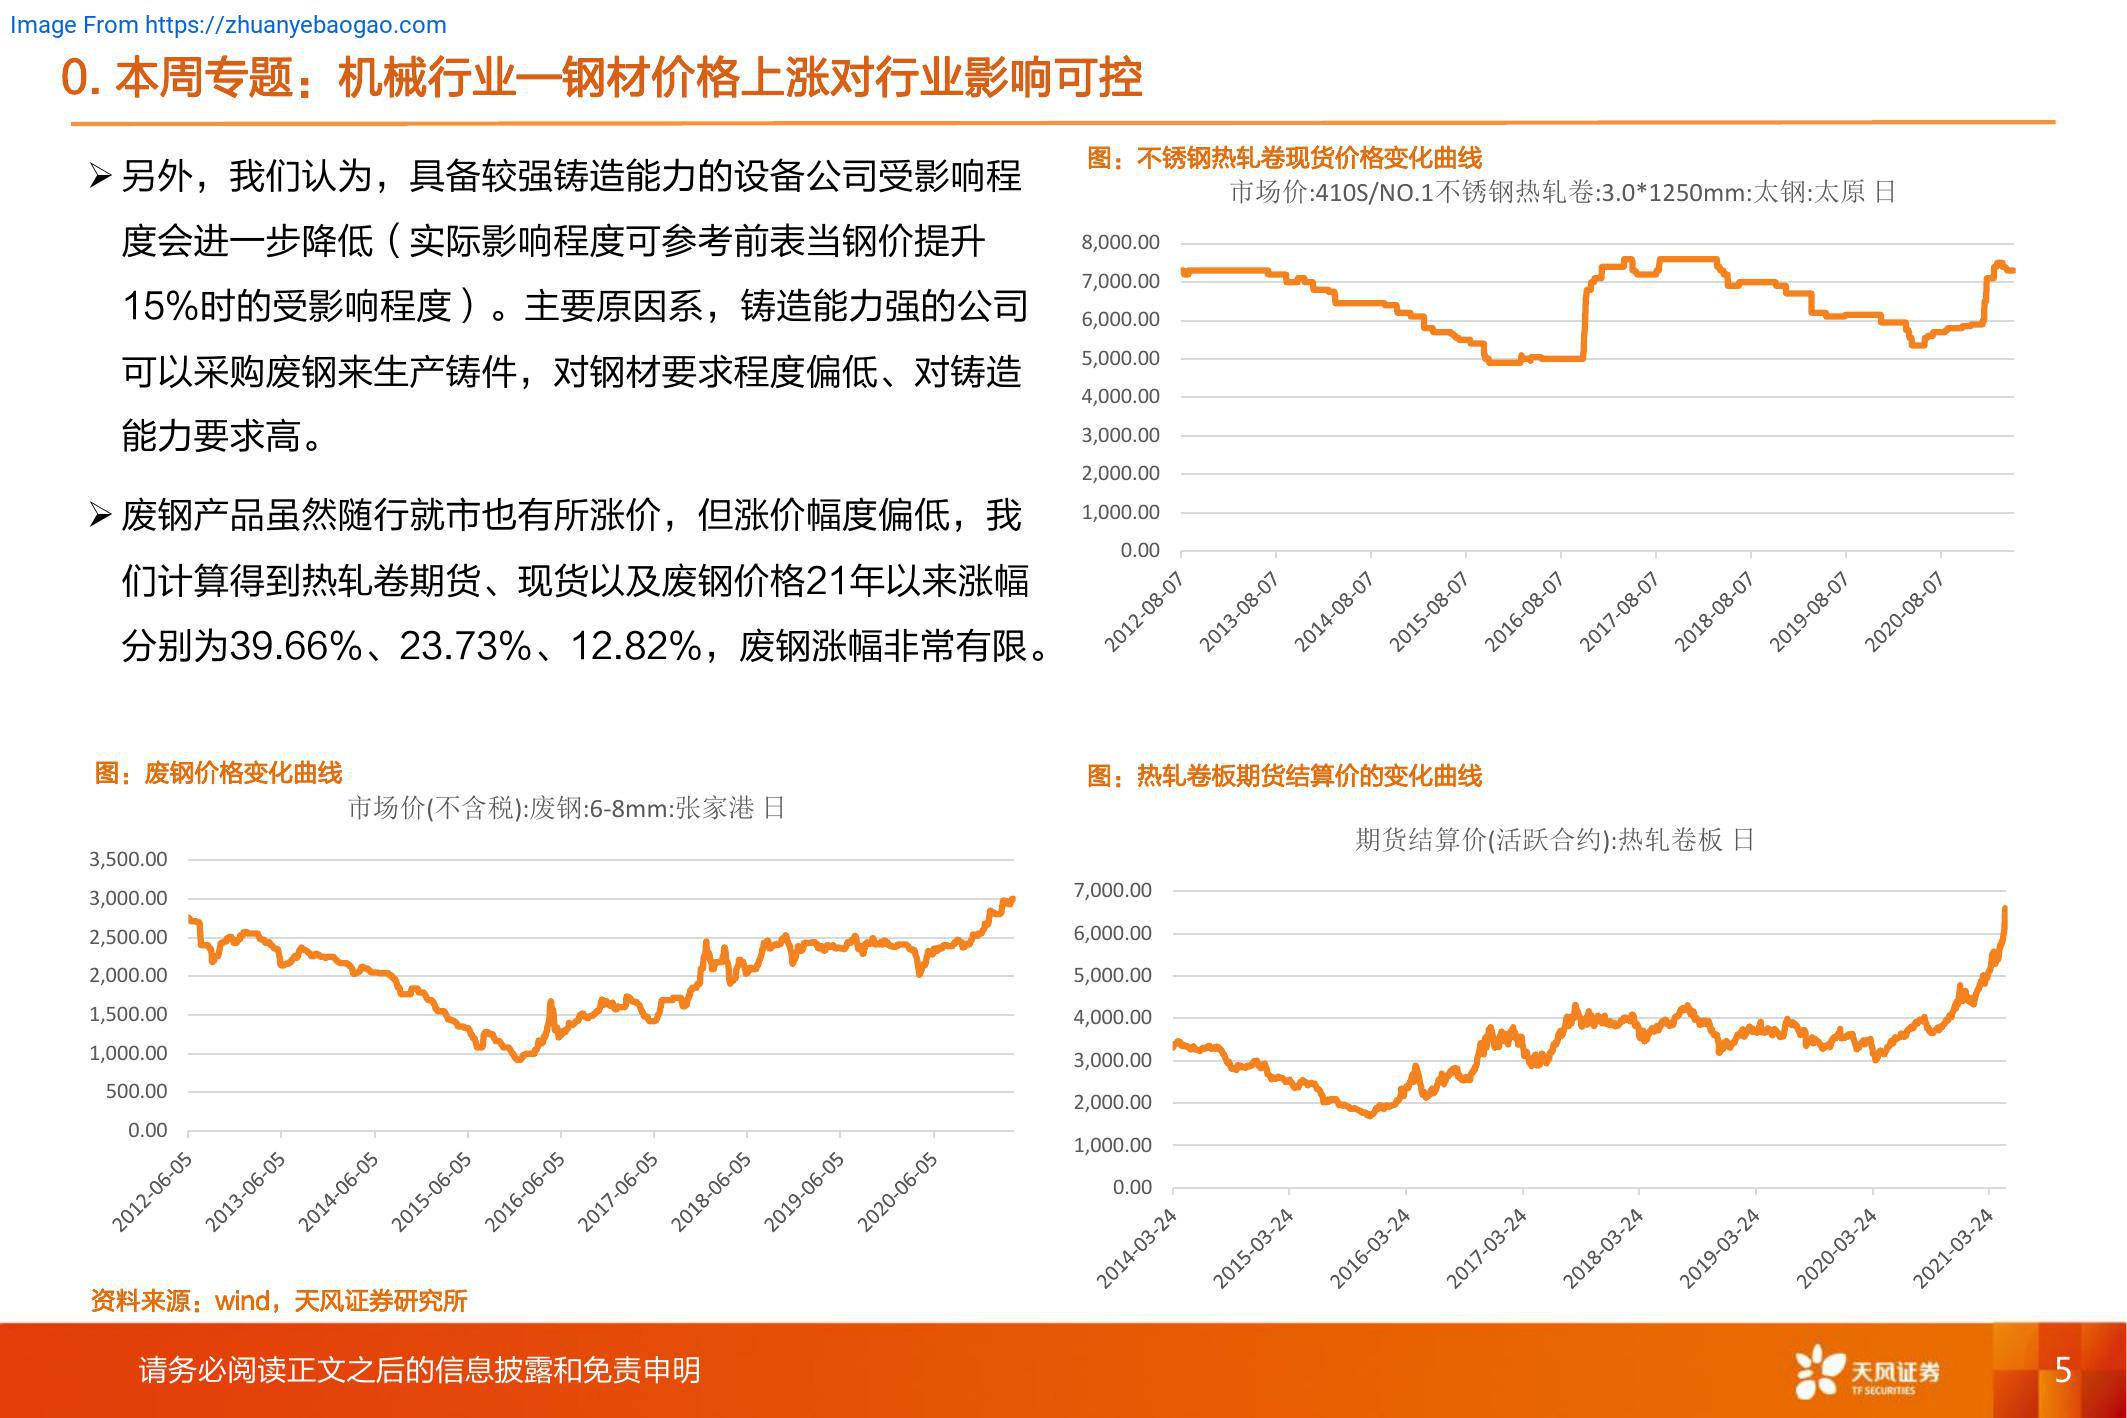 Image From https://zhuanyebaogao.com
0. 本周专题：机械行业—钢材价格上涨对行业影响可控
➢ 另外，我们认为，具备较强铸造能力的设备公司受影响程
度会进一步降低（实际影响程度可参考前表当钢价提升
15%时的受影响程度）。主要原因系，铸造能力强的公司
可以采购废钢来生产铸件，对钢材要求程度偏低、对铸造
能力要求高。
➢ 废钢产品虽然随行就市也有所涨价，但涨价幅度偏低，我
们计算得到热轧卷期货、现货以及废钢价格21年以来涨幅
分别为39.66%、23.73%、12.82%，废钢涨幅非常有限。
图：不锈钢热轧卷现货价格变化曲线
市场价:410S/NO.1不锈钢热轧卷:3.0*1250mm:太钢:太原 日
8,000.00
7,000.00
6,000.00
5,000.00
4,000.00
3,000.00
2,000.00
1,000.00
0.00
2012-08-07
2013-08-07
2014-08-07
2015-08-07
2016-08-07
2017-08-07
2018-08-07
2019-08-07
2020-08-07
图：废钢价格变化曲线
市场价(不含税):废钢:6-8mm:张家港 日
3,500.00
3,000.00
2,500.00
2,000.00
1,500.00
1,000.00
500.00
0.00
2012-06-05
2013-06-05
2014-06-05
2015-06-05
2016-06-05
2017-06-05
2018-06-05
2019-06-05
2020-06-05
图：热轧卷板期货结算价的变化曲线
期货结算价(活跃合约):热轧卷板 日
7,000.00
6,000.00
5,000.00
4,000.00
3,000.00
2,000.00
1,000.00
0.00
2014-03-24
2015-03-24
2016-03-24
2017-03-24
2018-03-24
2019-03-24
2020-03-24
2021-03-24
资料来源：wind，天风证券研究所
请务必阅读正文之后的信息披露和免责申明
天风证券
TF SECURITIES
5